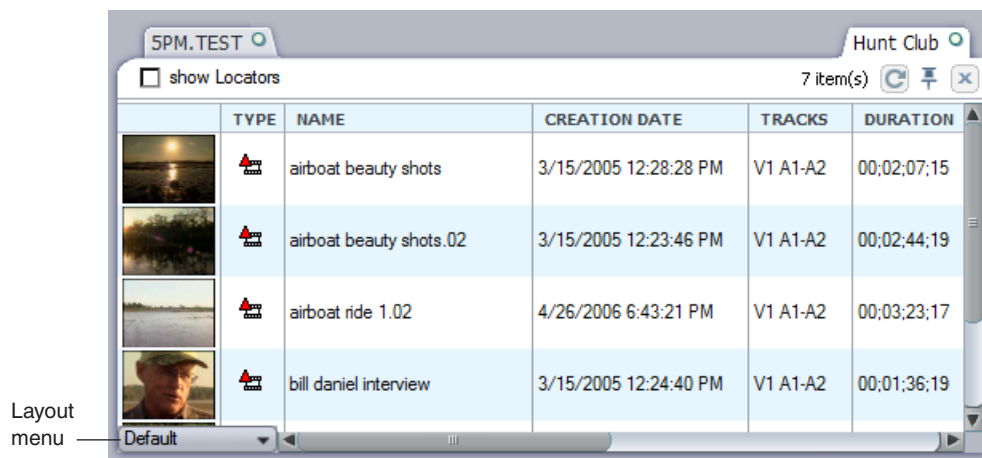 5PM.TEST Hunt Club
show Locators 7 item(s)
TYPE NAME CREATION DATE TRACKS DURATION
airboat beauty shots 3/15/2005 12:28:28 PM V1 A1-A2 00;02;07;15
airboat beauty shots.02 3/15/2005 12:23:46 PM V1 A1-A2 00;02;44;19
airboat ride 1.02 4/26/2006 6:43:21 PM V1 A1-A2 00;03;23;17
bill daniel interview 3/15/2005 12:24:40 PM V1 A1-A2 00;01;36;19
Layout
menu
Default